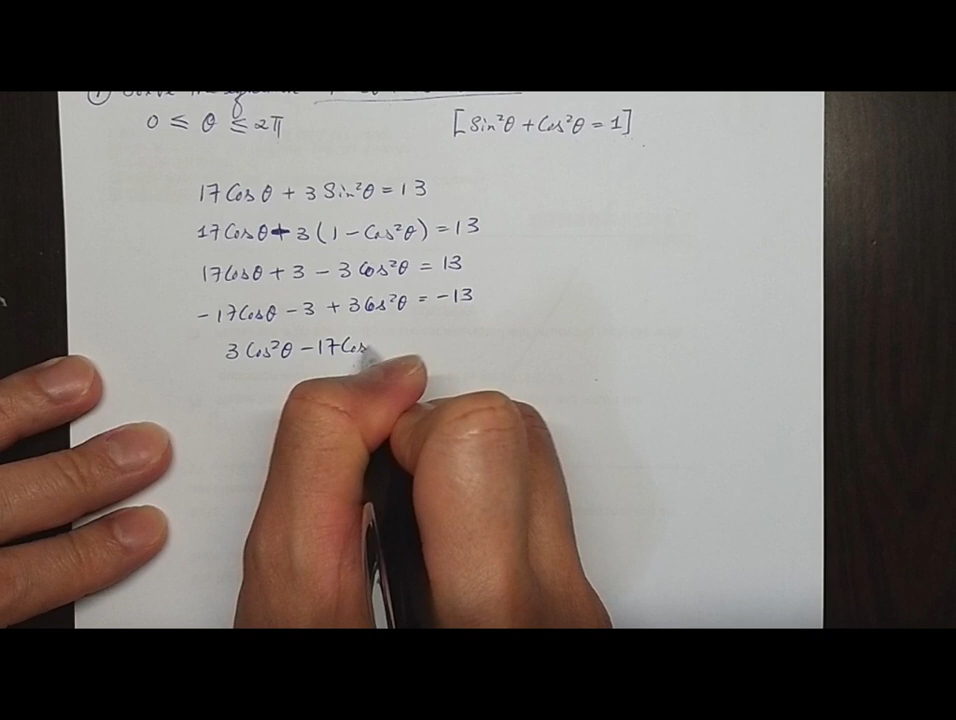 0 ≤ θ ≤ 2π [Sin²θ + Cos²θ = 1]
17 Cos θ + 3 Sin²θ = 13
17 Cos θ + 3 ( 1 - Cos²θ ) = 13
17 Cos θ + 3 - 3 Cos²θ = 13
- 17 Cos θ - 3 + 3 Cos²θ = -13
3 Cos²θ - 17 Cos